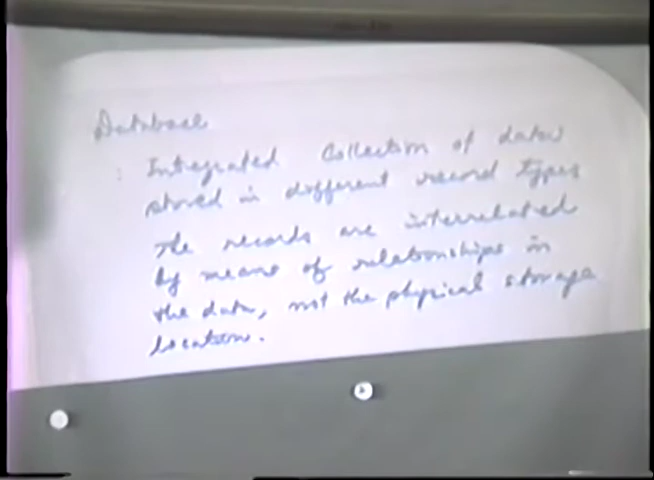 Database
: Integrated Collection of data
stored in different record types
The records are interrelated
by means of relationships in
the data, not the physical storage
location.